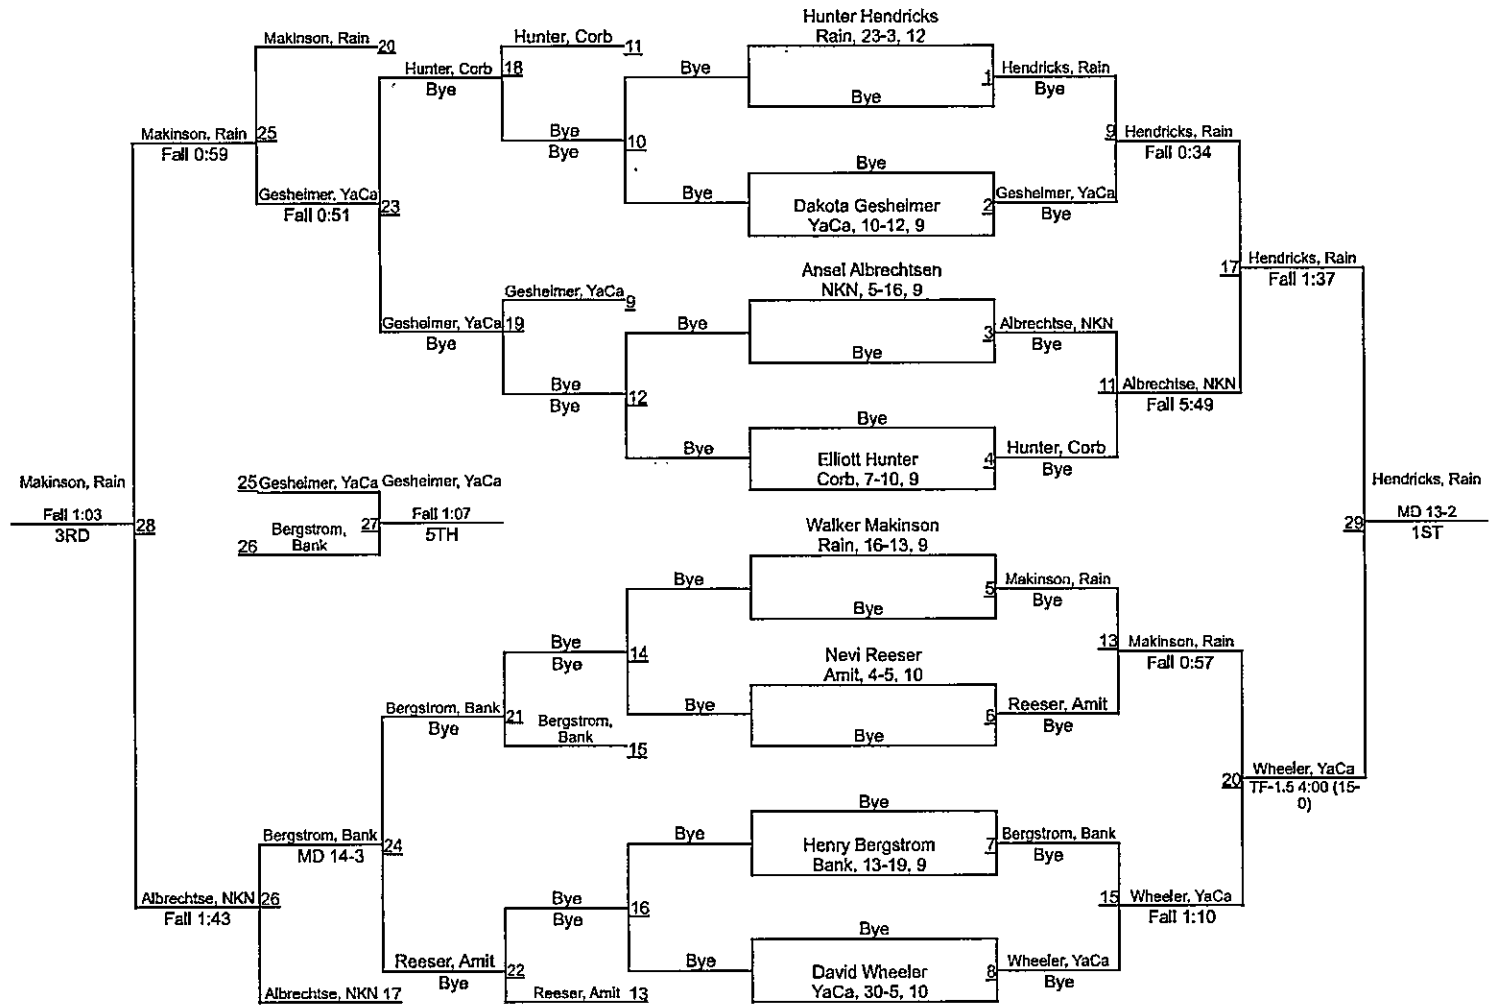 Hunter Hendricks
Rain, 23-3, 12
Makinson, Rain 20
Hunter, Corb 11
Hunter, Corb 18
Bye
Bye
1 Hendricks, Rain
Bye
Bye
Makinson, Rain 25
Fall 0:59
Bye
Bye
10
9 Hendricks, Rain
Fall 0:34
Bye
Gesheimer, YaCa
Fall 0:51
23
Bye
Dakota Gesheimer
YaCa, 10-12, 9
2 Gesheimer, YaCa
Bye
Ansel Albrechtsen
NKN, 5-16, 9
17 Hendricks, Rain
Fall 1:37
Gesheimer, YaCa 9
Gesheimer, YaCa 19
Bye
Bye
3 Albrechtse, NKN
Bye
Bye
Bye
Bye
12
11 Albrechtse, NKN
Fall 5:49
Bye
Bye
Elliott Hunter
Corb, 7-10, 9
4 Hunter, Corb
Bye
Makinson, Rain
Fall 1:03
3RD
28
25 Gesheimer, YaCa
Gesheimer, YaCa
Bergstrom,
Bank
26
27
Fall 1:07
5TH
Hendricks, Rain
29
MD 13-2
1ST
Walker Makinson
Rain, 16-13, 9
Bye
5 Makinson, Rain
Bye
Bye
Bye
Bye
14
13 Makinson, Rain
Fall 0:57
Nevi Reeser
Amit, 4-5, 10
Bergstrom, Bank 21
Bye
Bergstrom,
Bank
15
Bye
6 Reeser, Amit
Bye
Bye
20 Wheeler, YaCa
TF-1.5 4:00 (15-
0)
Bye
Bergstrom, Bank 24
MD 14-3
Bye
Henry Bergstrom
Bank, 13-19, 9
7 Bergstrom, Bank
Bye
Albrechtse, NKN 26
Fall 1:43
Bye
Bye
16
15 Wheeler, YaCa
Fall 1:10
Bye
Reeser, Amit 22
Bye
Bye
David Wheeler
YaCa, 30-5, 10
8 Wheeler, YaCa
Bye
Albrechtse, NKN 17
Reeser, Amit 13